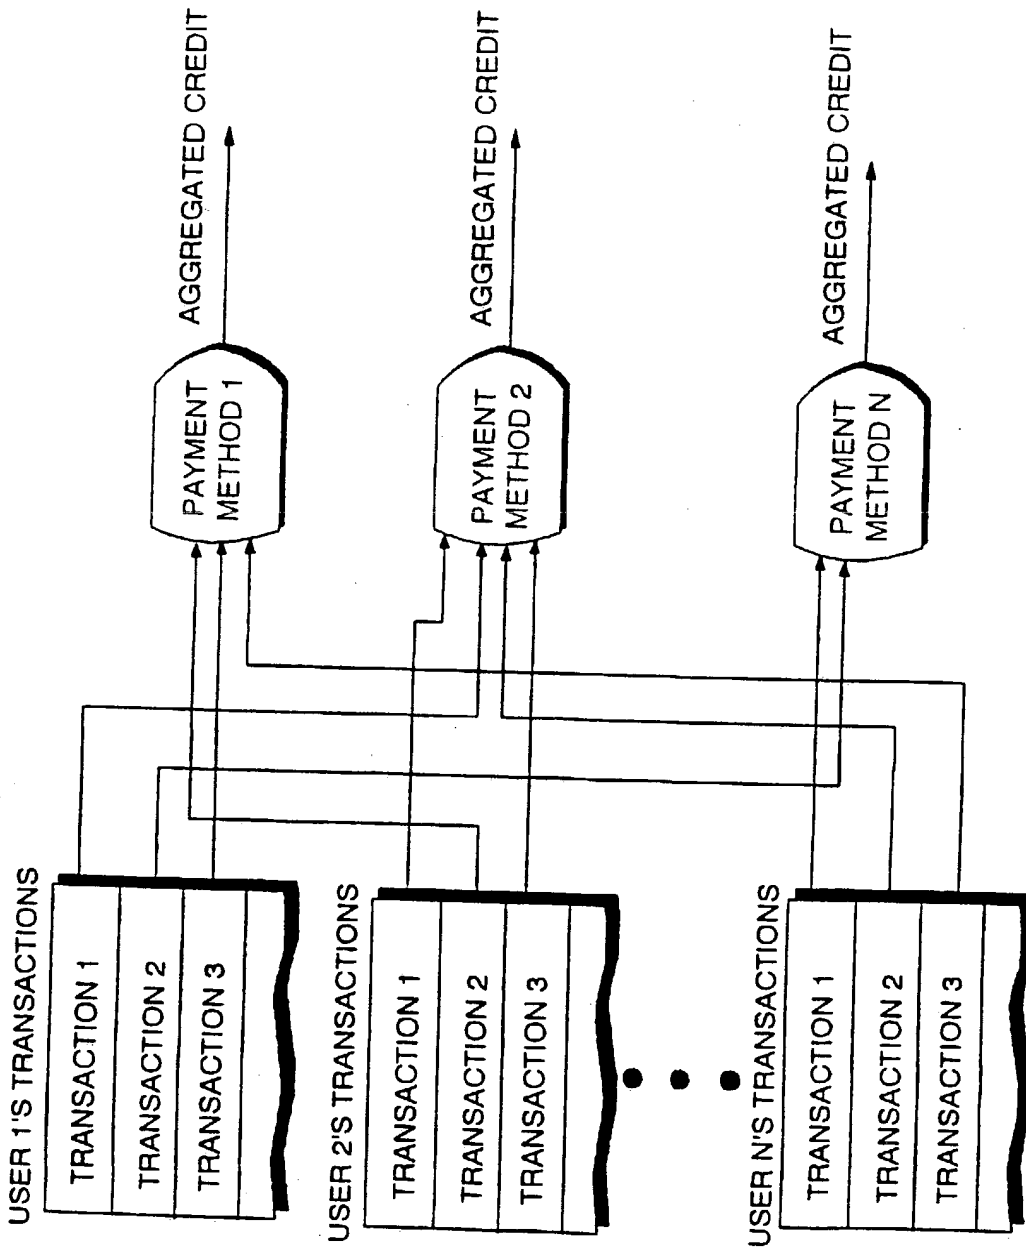 USER 1'S TRANSACTIONS
TRANSACTION 1
TRANSACTION 2
TRANSACTION 3
USER 2'S TRANSACTIONS
TRANSACTION 1
TRANSACTION 2
TRANSACTION 3
USER N'S TRANSACTIONS
TRANSACTION 1
TRANSACTION 2
TRANSACTION 3
PAYMENT
METHOD 1
AGGREGATED CREDIT
PAYMENT
METHOD 2
AGGREGATED CREDIT
PAYMENT
METHOD N
AGGREGATED CREDIT